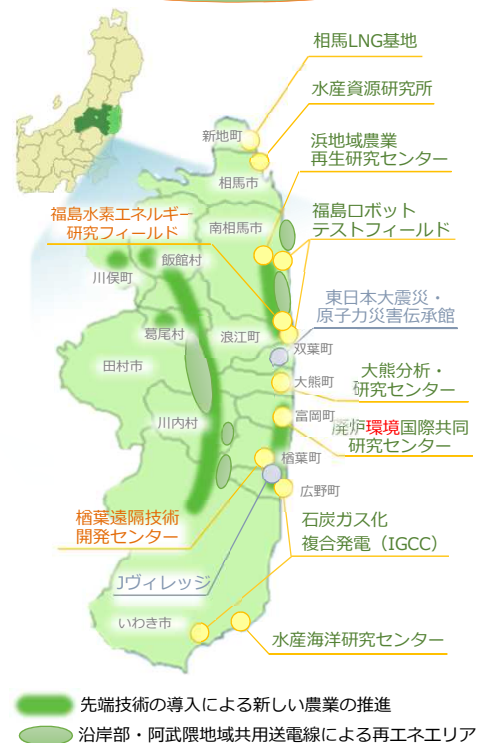 相馬LNG基地
水産資源研究所
新地町
浜地域農業
再生研究センター
相馬市
福島水素エネルギー
研究フィールド
南相馬市
福島ロボット
テストフィールド
飯館村
川俣町
東日本大震災・
原子力災害伝承館
葛尾村
浪江町
双葉町
田村市
大熊町
大熊分析・
研究センター
富岡町
川内村
廃炉環境国際共同
研究センター
楢葉町
広野町
楢葉遠隔技術
開発センター
石炭ガス化
複合発電（IGCC）
Jヴィレッジ
いわき市
水産海洋研究センター
先端技術の導入による新しい農業の推進
沿岸部・阿武隈地域共用送電線による再エネエリア